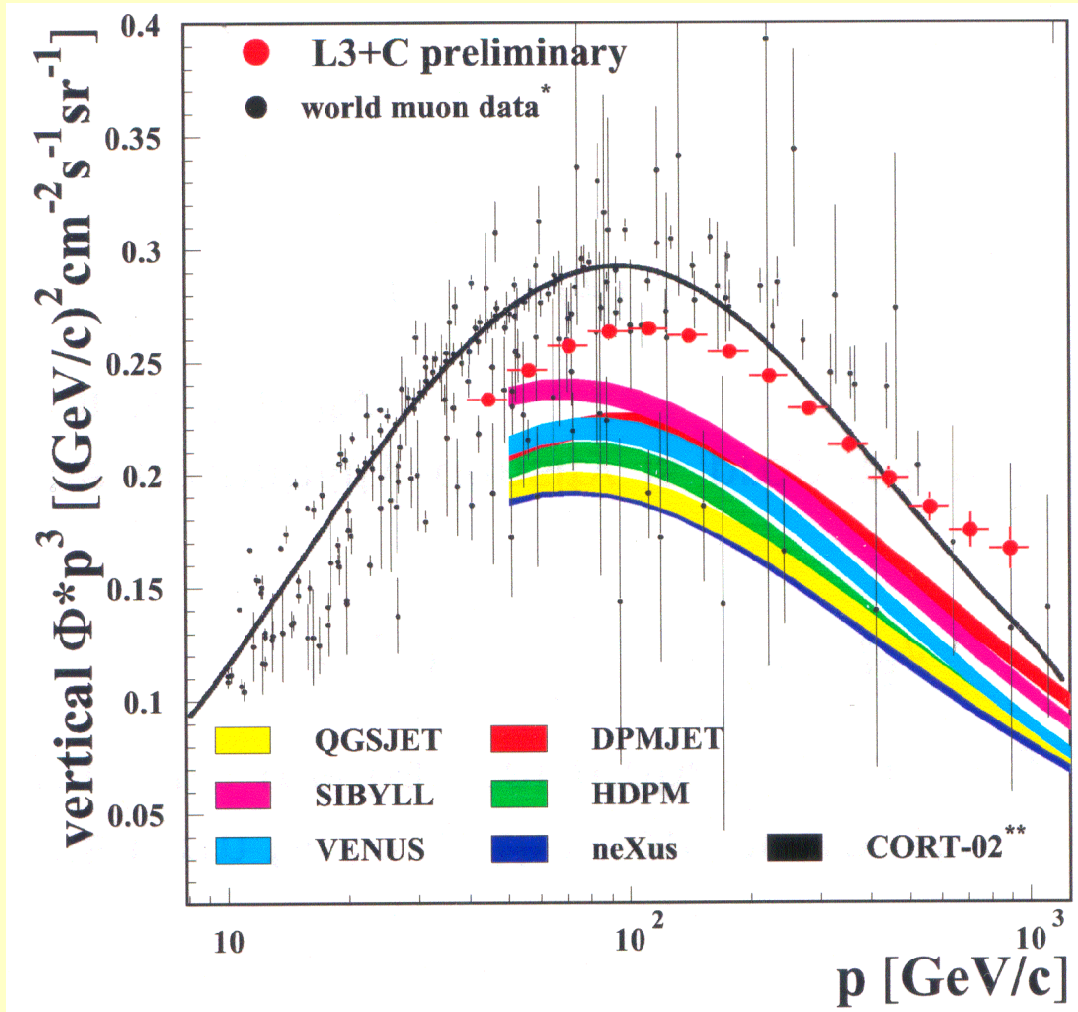 L3+C preliminary
world muon data*
vertical Φ*p³ [(GeV/c)²cm⁻²s⁻¹sr⁻¹]
0.4
0.35
0.3
0.25
0.2
0.15
0.1
0.05
QGSJET
DPMJET
SIBYLL
HDPM
VENUS
neXus
CORT-02**
10
10²
10³
p [GeV/c]